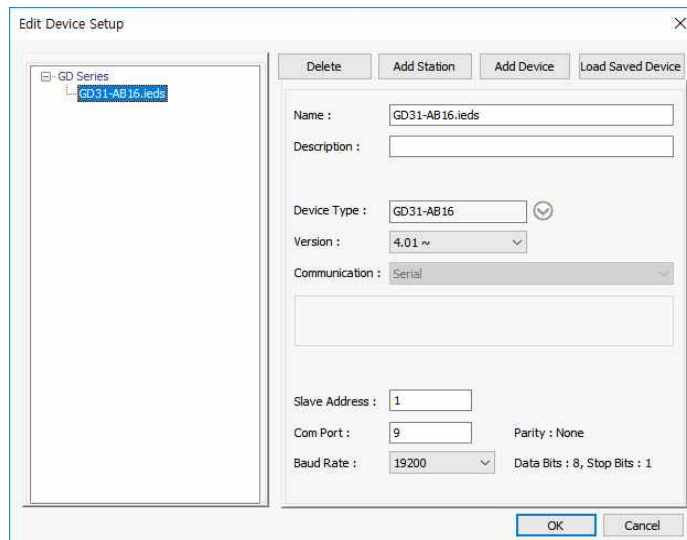 Edit Device Setup
GD Series
GD31-AB16.ieds
Delete
Add Station
Add Device
Load Saved Device
Name :
GD31-AB16.ieds
Description :
Device Type :
GD31-AB16
Version :
4.01 ~
Communication :
Serial
Slave Address :
1
Com Port :
9
Parity : None
Baud Rate :
19200
Data Bits : 8, Stop Bits : 1
OK
Cancel